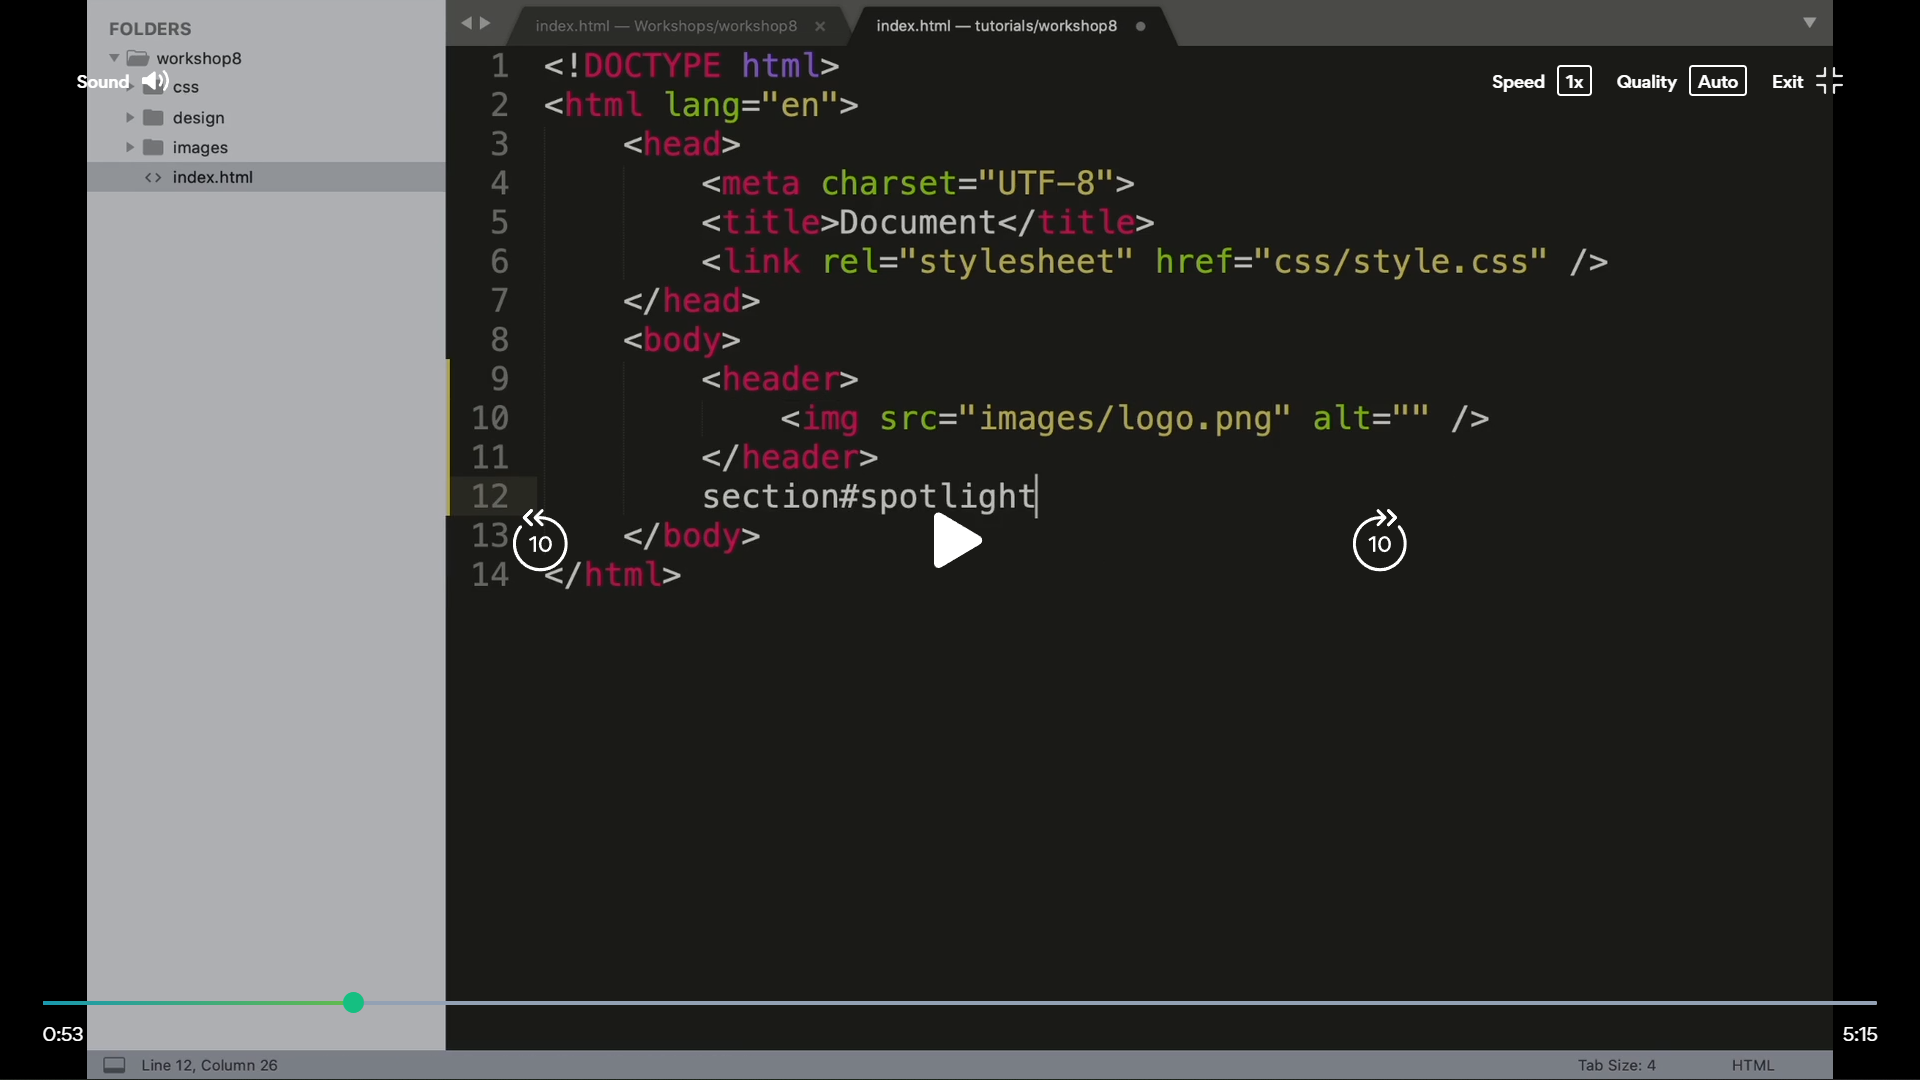 FOLDERS
workshop8
css
design
images
<> index.html
Sound
index.html — Workshops/workshop8 ×
index.html — tutorials/workshop8
Speed 1x Quality Auto Exit
1 <!DOCTYPE html>
2 <html lang="en">
3 <head>
4 <meta charset="UTF-8">
5 <title>Document</title>
6 <link rel="stylesheet" href="css/style.css" />
7 </head>
8 <body>
9 <header>
10 <img src="images/logo.png" alt="" />
11 </header>
12 section#spotlight
13 </body>
14 </html>
10
10
0:53
5:15
Line 12, Column 26
Tab Size: 4
HTML